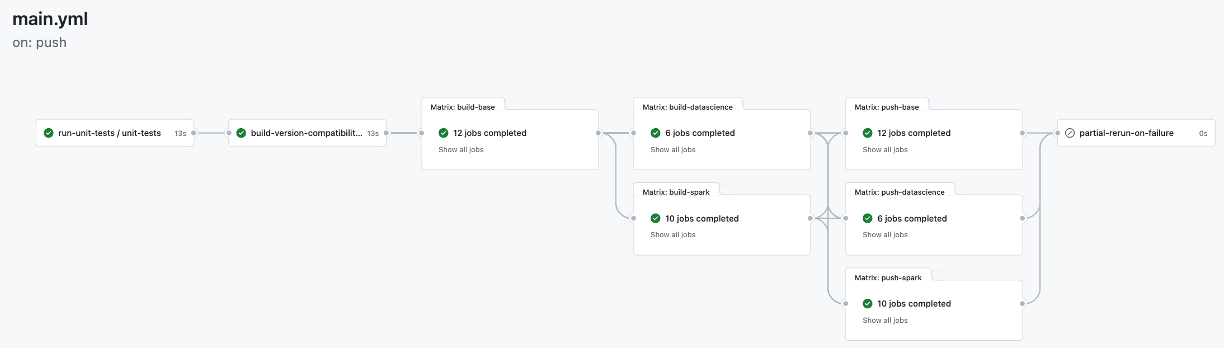 main.yml
on: push
run-unit-tests / unit-tests 13s
build-version-compatibilit... 13s
Matrix: build-base
12 jobs completed
Show all jobs
Matrix: build-datascience
6 jobs completed
Show all jobs
Matrix: build-spark
10 jobs completed
Show all jobs
Matrix: push-base
12 jobs completed
Show all jobs
Matrix: push-datascience
6 jobs completed
Show all jobs
Matrix: push-spark
10 jobs completed
Show all jobs
partial-rerun-on-failure 0s